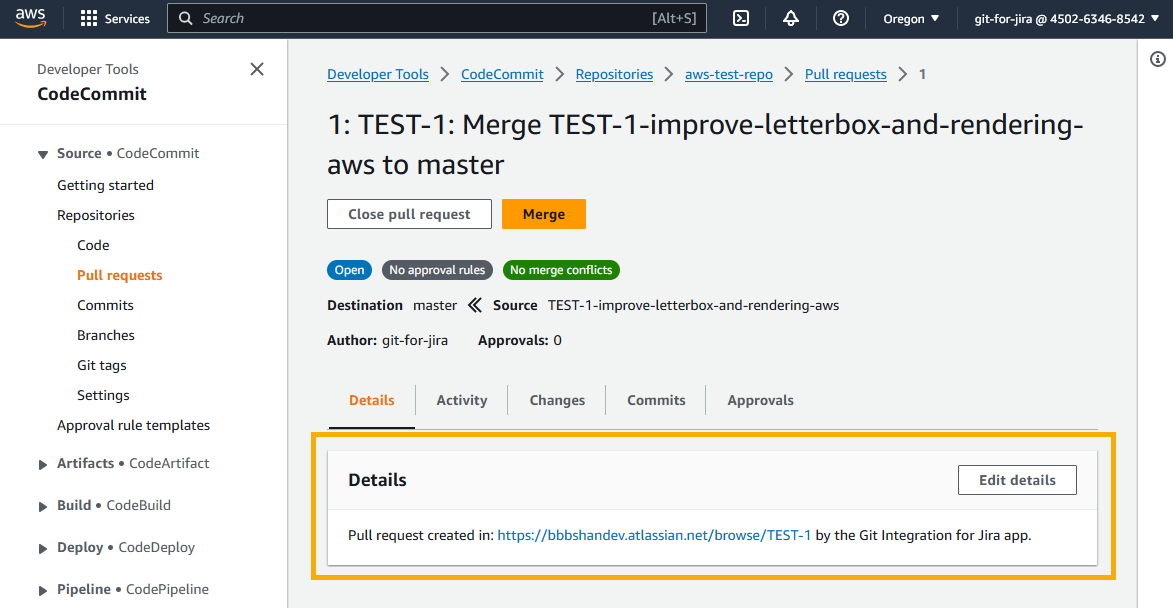 aws Services Search [Alt+S] Oregon git-for-jira @ 4502-6346-8542
Developer Tools
CodeCommit
Source • CodeCommit
Getting started
Repositories
Code
Pull requests
Commits
Branches
Git tags
Settings
Approval rule templates
Artifacts • CodeArtifact
Build • CodeBuild
Deploy • CodeDeploy
Pipeline • CodePipeline
Developer Tools > CodeCommit > Repositories > aws-test-repo > Pull requests > 1
1: TEST-1: Merge TEST-1-improve-letterbox-and-rendering-
aws to master
Close pull request Merge
Open No approval rules No merge conflicts
Destination master Source TEST-1-improve-letterbox-and-rendering-aws
Author: git-for-jira Approvals: 0
Details Activity Changes Commits Approvals
Details Edit details
Pull request created in: https://bbbshandev.atlassian.net/browse/TEST-1 by the Git Integration for Jira app.